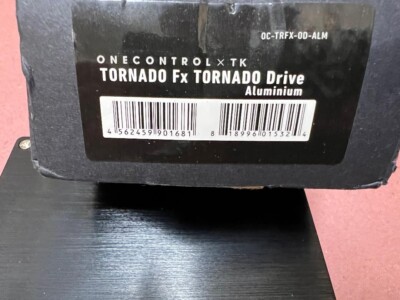 OC-TRFX-OD-ALM
ONECONTROL×TK
TORNADO Fx TORNADO Drive
Aluminium
4 562459 901681 8 18996 01532 4